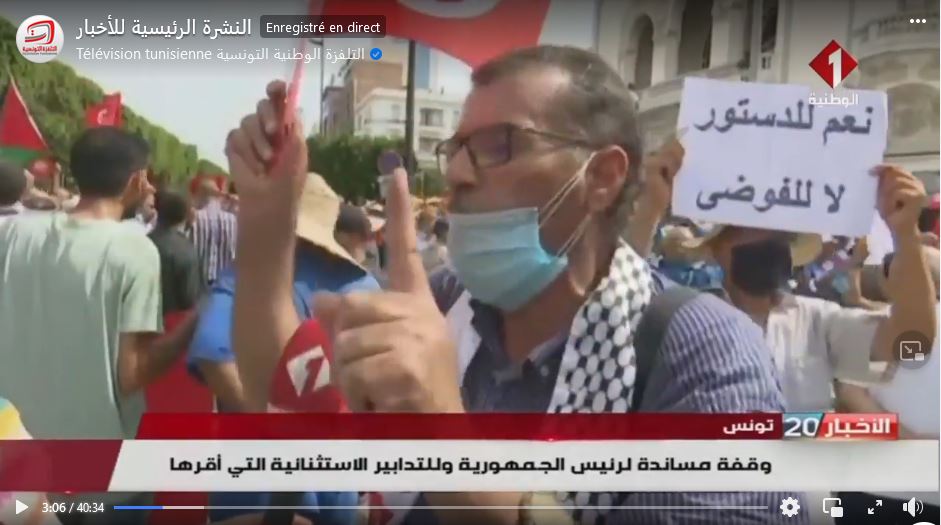 النشرة الرئيسية للأخبار
Enregistré en direct
Télévision tunisienne التلفزة الوطنية التونسية
1
الوطنية
نعم للدستور
لا للفوضى
تونس
الأخبار 20
وقفة مساندة لرئيس الجمهورية وللتدابير الاستثنائية التي أقرها
3:06 / 40:34